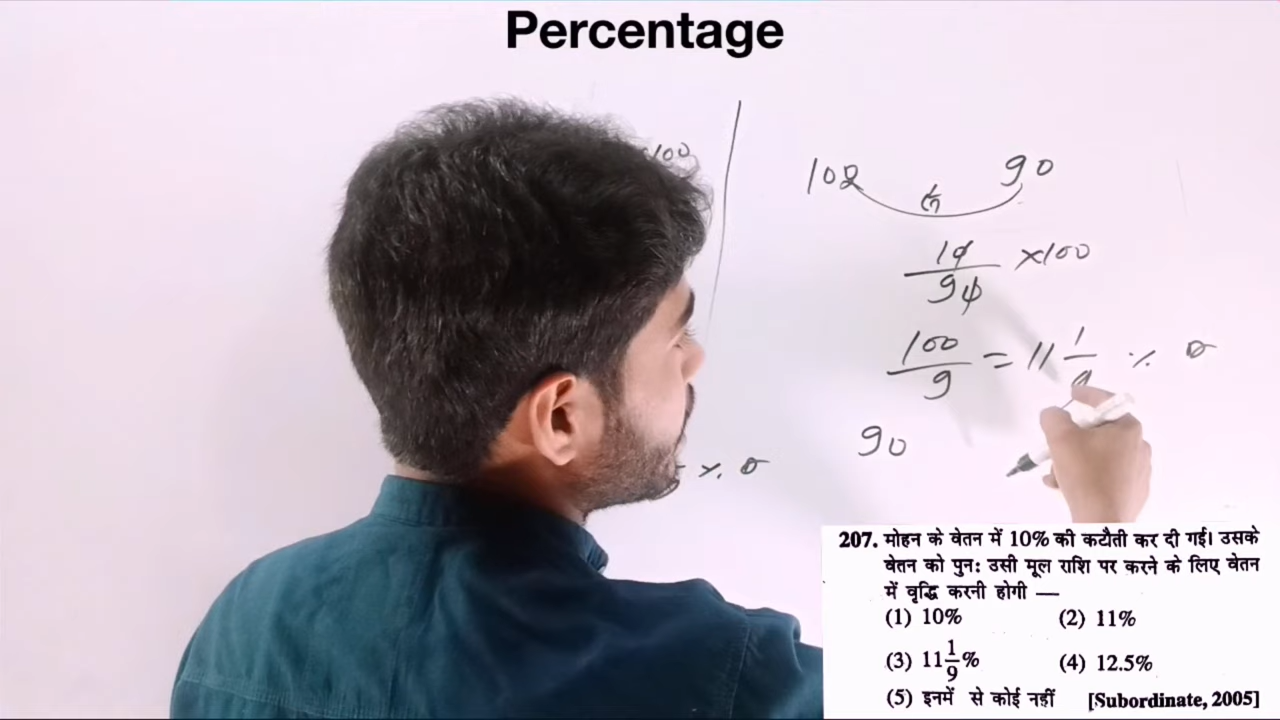 Percentage
100
102 90
10/90 ×100
100/9 = 11 1/9 %
90
% 
207. मोहन के वेतन में 10% की कटौती कर दी गई। उसके
वेतन को पुन: उसी मूल राशि पर करने के लिए वेतन
में वृद्धि करनी होगी —
(1) 10% (2) 11%
(3) 11 1/9% (4) 12.5%
(5) इनमें से कोई नहीं [Subordinate, 2005]